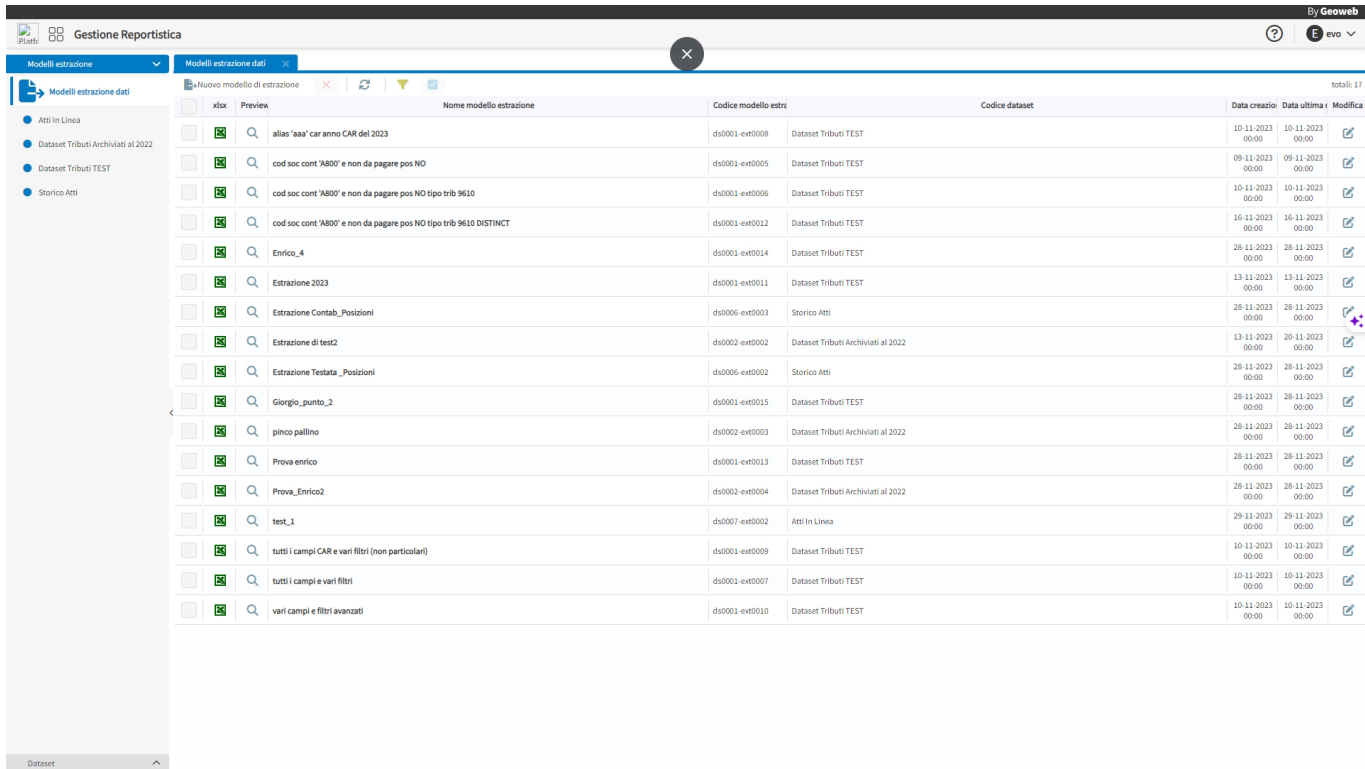 By Geoweb
Platfo
Gestione Reportistica
? E evo
Modelli estrazione
Modelli estrazione dati
Modelli estrazione dati
Atti In Linea
Dataset Tributi Archiviati al 2022
Dataset Tributi TEST
Storico Atti
Dataset
Nuovo modello di estrazione totali: 17
xlsx Preview Nome modello estrazione Codice modello estra Codice dataset Data creazio Data ultima Modifica
alias 'aaa' car anno CAR del 2023 ds0001-ext0008 Dataset Tributi TEST 10-11-2023 10-11-2023
00:00 00:00
cod soc cont 'A800' e non da pagare pos NO ds0001-ext0005 Dataset Tributi TEST 09-11-2023 09-11-2023
00:00 00:00
cod soc cont 'A800' e non da pagare pos NO tipo trib 9610 ds0001-ext0006 Dataset Tributi TEST 10-11-2023 10-11-2023
00:00 00:00
cod soc cont 'A800' e non da pagare pos NO tipo trib 9610 DISTINCT ds0001-ext0012 Dataset Tributi TEST 16-11-2023 16-11-2023
00:00 00:00
Enrico_4 ds0001-ext0014 Dataset Tributi TEST 28-11-2023 28-11-2023
00:00 00:00
Estrazione 2023 ds0001-ext0011 Dataset Tributi TEST 13-11-2023 13-11-2023
00:00 00:00
Estrazione Contab_Posizioni ds0006-ext0003 Storico Atti 28-11-2023 28-11-2023
00:00 00:00
Estrazione di test2 ds0002-ext0002 Dataset Tributi Archiviati al 2022 13-11-2023 20-11-2023
00:00 00:00
Estrazione Testata _Posizioni ds0006-ext0002 Storico Atti 28-11-2023 28-11-2023
00:00 00:00
Giorgio_punto_2 ds0001-ext0015 Dataset Tributi TEST 28-11-2023 28-11-2023
00:00 00:00
pinco pallino ds0002-ext0003 Dataset Tributi Archiviati al 2022 28-11-2023 28-11-2023
00:00 00:00
Prova enrico ds0001-ext0013 Dataset Tributi TEST 28-11-2023 28-11-2023
00:00 00:00
Prova_Enrico2 ds0002-ext0004 Dataset Tributi Archiviati al 2022 28-11-2023 28-11-2023
00:00 00:00
test_1 ds0007-ext0002 Atti In Linea 29-11-2023 29-11-2023
00:00 00:00
tutti i campi CAR e vari filtri (non particolari) ds0001-ext0009 Dataset Tributi TEST 10-11-2023 10-11-2023
00:00 00:00
tutti i campi e vari filtri ds0001-ext0007 Dataset Tributi TEST 10-11-2023 10-11-2023
00:00 00:00
vari campi e filtri avanzati ds0001-ext0010 Dataset Tributi TEST 10-11-2023 10-11-2023
00:00 00:00